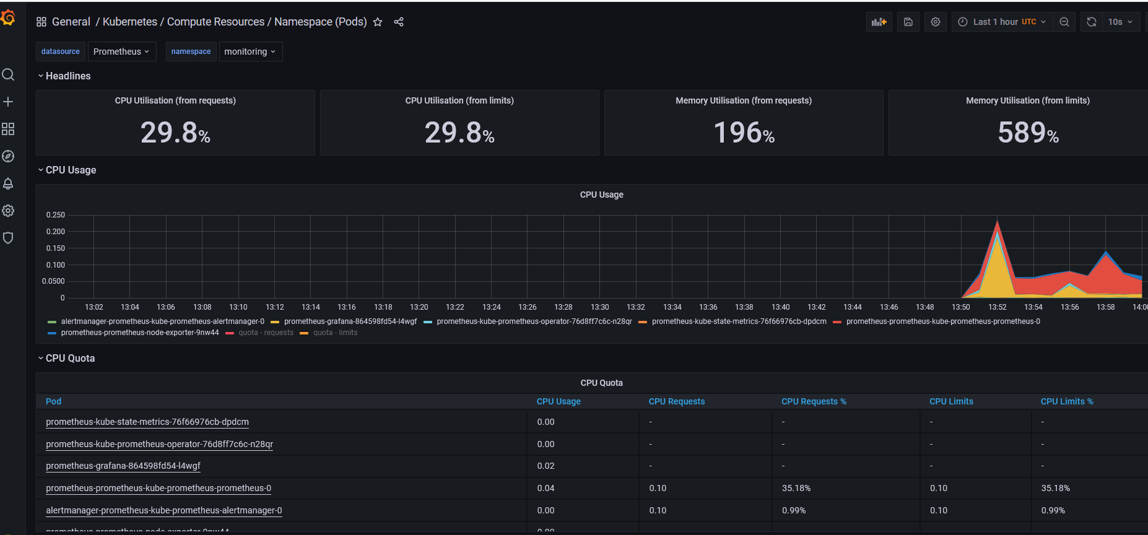 General / Kubernetes / Compute Resources / Namespace (Pods)
Last 1 hour UTC
10s
datasource Prometheus namespace monitoring
Headlines
CPU Utilisation (from requests) CPU Utilisation (from limits) Memory Utilisation (from requests) Memory Utilisation (from limits)
29.8% 29.8% 196% 589%
CPU Usage
CPU Usage
0.250
0.200
0.150
0.100
0.0500
0
13:02 13:04 13:06 13:08 13:10 13:12 13:14 13:16 13:18 13:20 13:22 13:24 13:26 13:28 13:30 13:32 13:34 13:36 13:38 13:40 13:42 13:44 13:46 13:48 13:50 13:52 13:54 13:56 13:58 14:00
alertmanager-prometheus-kube-prometheus-alertmanager-0 prometheus-grafana-864598fd54-l4wgf prometheus-kube-prometheus-operator-76d8ff7c6c-n28qr prometheus-kube-state-metrics-76f66976cb-dpdcm prometheus-prometheus-kube-prometheus-prometheus-0
prometheus-prometheus-node-exporter-9nw44 quota - requests quota - limits
CPU Quota
CPU Quota
Pod CPU Usage CPU Requests CPU Requests % CPU Limits CPU Limits %
prometheus-kube-state-metrics-76f66976cb-dpdcm 0.00 - - - -
prometheus-kube-prometheus-operator-76d8ff7c6c-n28qr 0.00 - - - -
prometheus-grafana-864598fd54-l4wgf 0.02 - - - -
prometheus-prometheus-kube-prometheus-prometheus-0 0.04 0.10 35.18% 0.10 35.18%
alertmanager-prometheus-kube-prometheus-alertmanager-0 0.00 0.10 0.99% 0.10 0.99%
prometheus-prometheus-node-exporter-9nw44 0.00